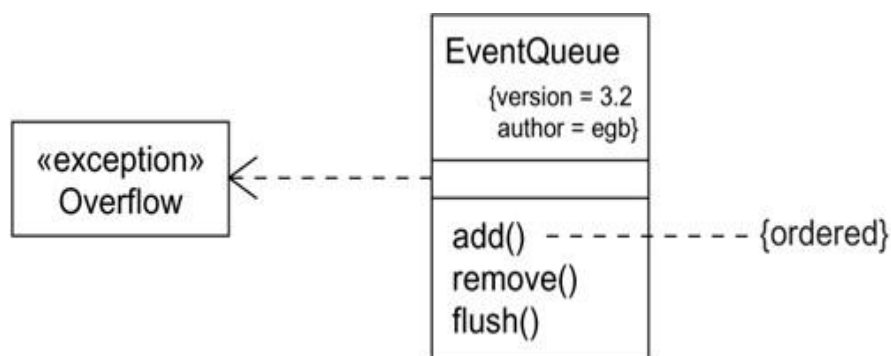 EventQueue
{version = 3.2
author = egb}
«exception»
Overflow
add()
{ordered}
remove()
flush()